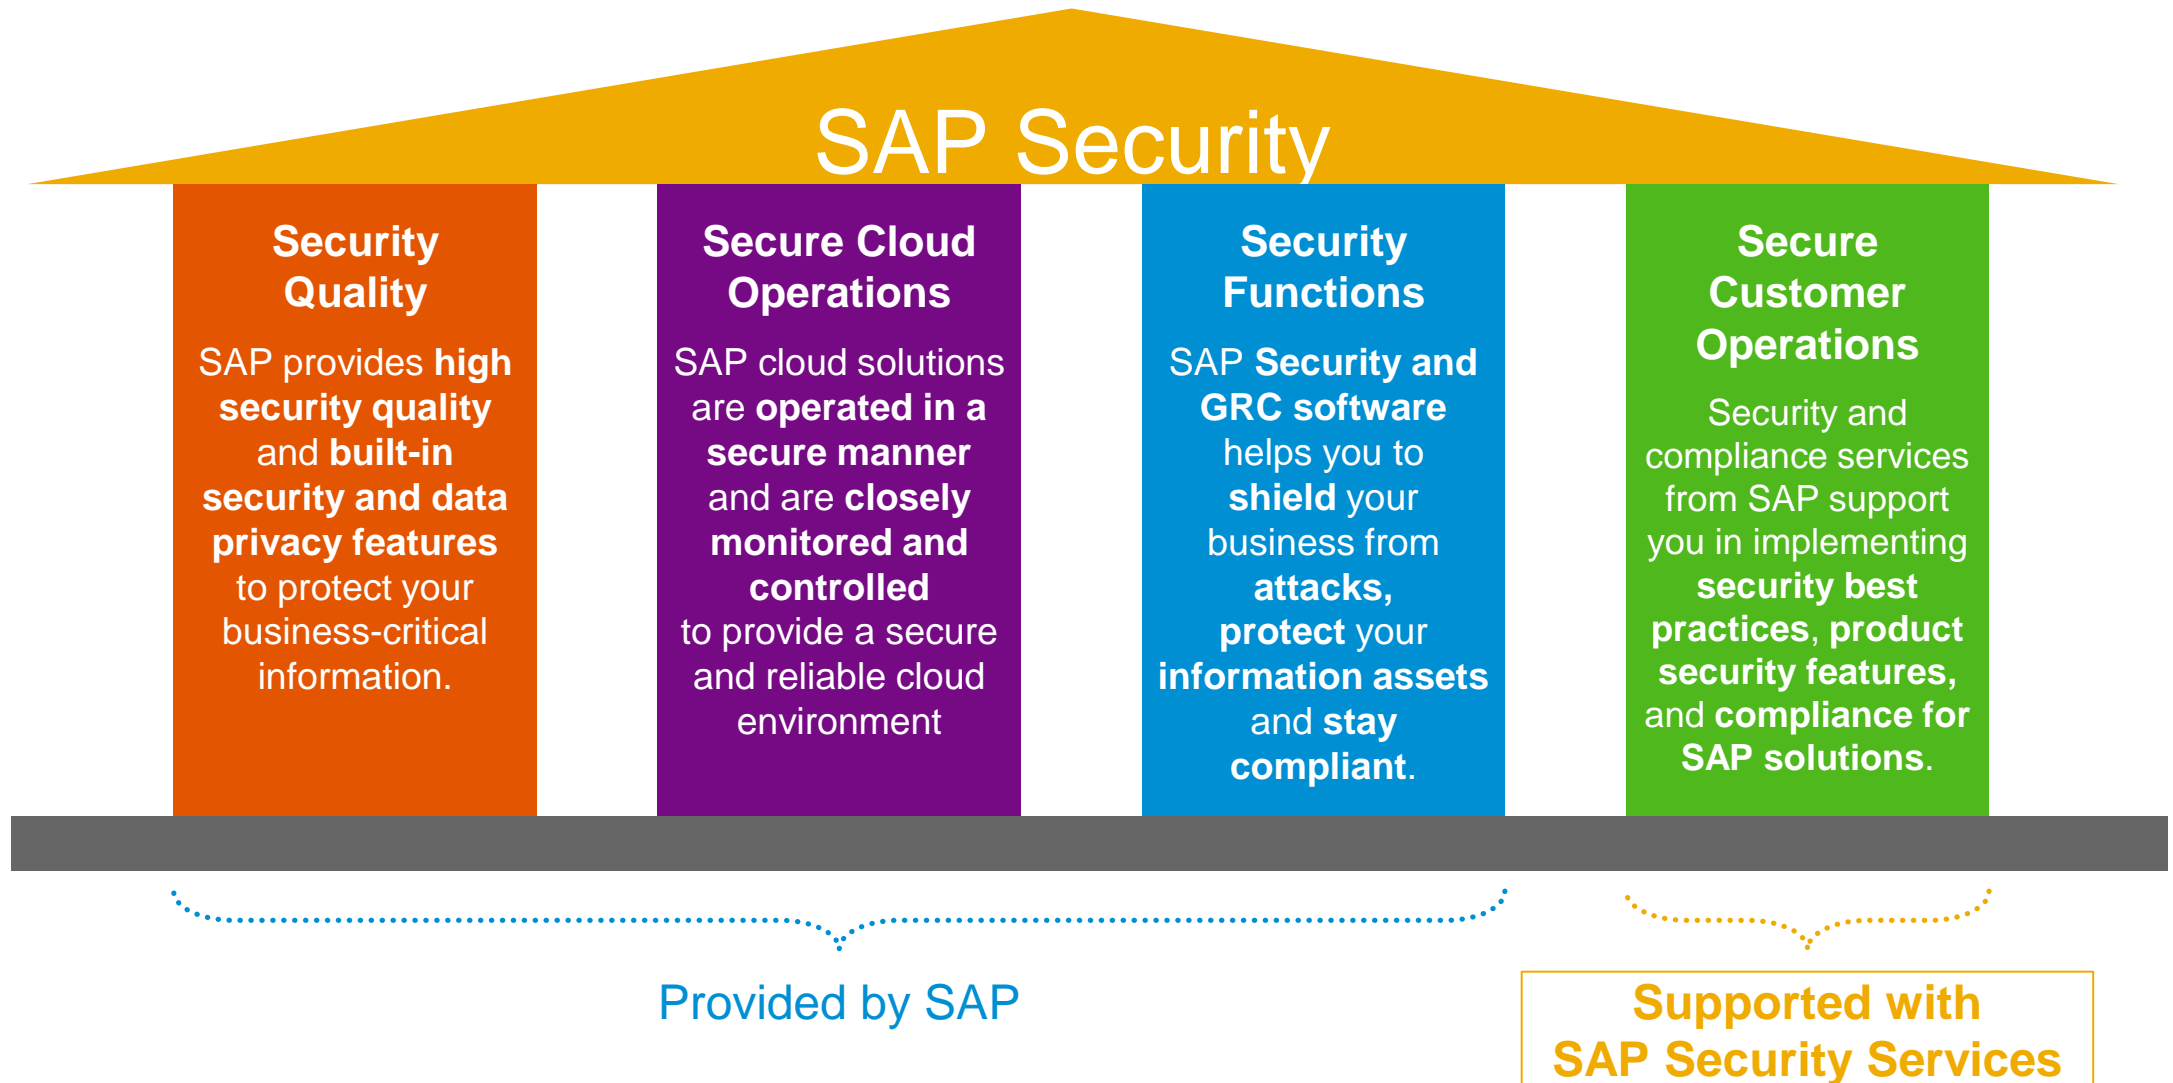 SAP Security
Security
Quality
SAP provides high
security quality
and built-in
security and data
privacy features
to protect your
business-critical
information.
Secure Cloud
Operations
SAP cloud solutions
are operated in a
secure manner
and are closely
monitored and
controlled
to provide a secure
and reliable cloud
environment
Security
Functions
SAP Security and
GRC software
helps you to
shield your
business from
attacks,
protect your
information assets
and stay
compliant.
Secure
Customer
Operations
Security and
compliance services
from SAP support
you in implementing
security best
practices, product
security features,
and compliance for
SAP solutions.
Provided by SAP
Supported with
SAP Security Services